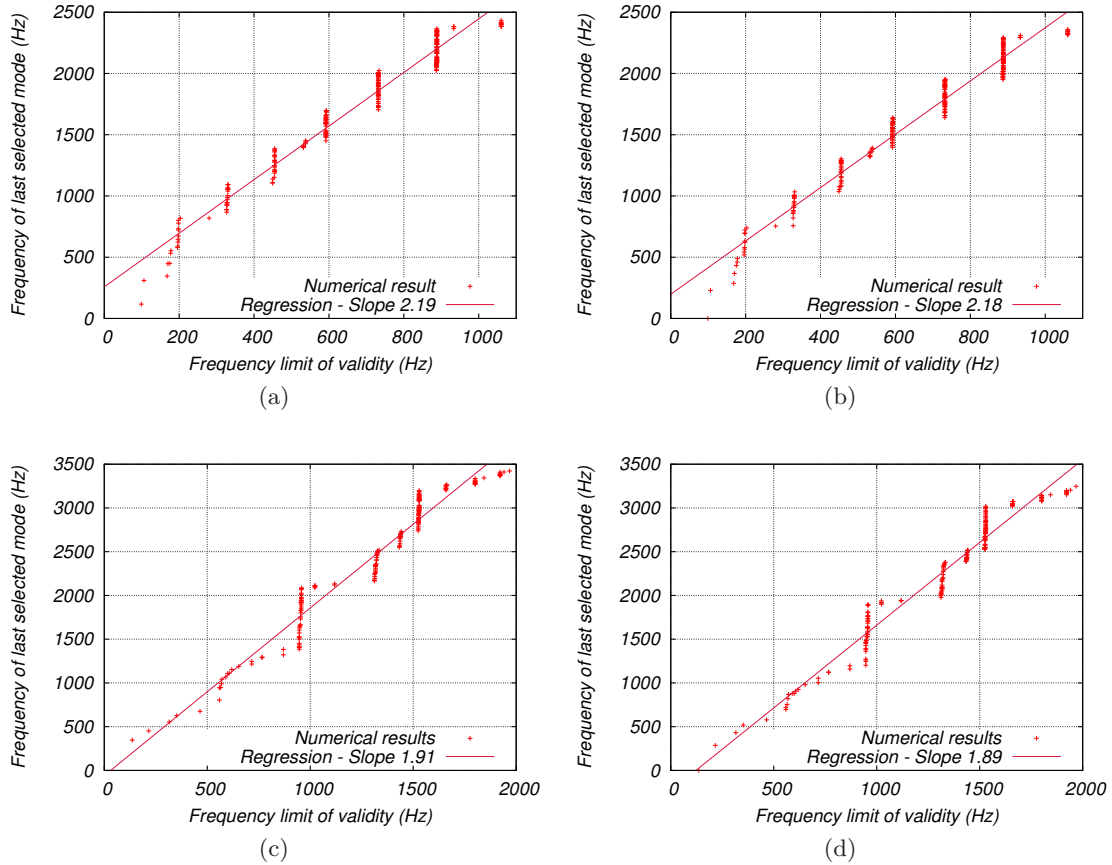 Frequency of last selected mode (Hz)
2500
2000
1500
1000
500
0
0 200 400 600 800 1000
Numerical result
Regression - Slope 2.19
Frequency limit of validity (Hz)
(a)
Frequency of last selected mode (Hz)
2500
2000
1500
1000
500
0
0 200 400 600 800 1000
Numerical result
Regression - Slope 2.18
Frequency limit of validity (Hz)
(b)
Frequency of last selected mode (Hz)
3500
3000
2500
2000
1500
1000
500
0
0 500 1000 1500 2000
Numerical results
Regression - Slope 1.91
Frequency limit of validity (Hz)
(c)
Frequency of last selected mode (Hz)
3500
3000
2500
2000
1500
1000
500
0
0 500 1000 1500 2000
Numerical results
Regression - Slope 1.89
Frequency limit of validity (Hz)
(d)